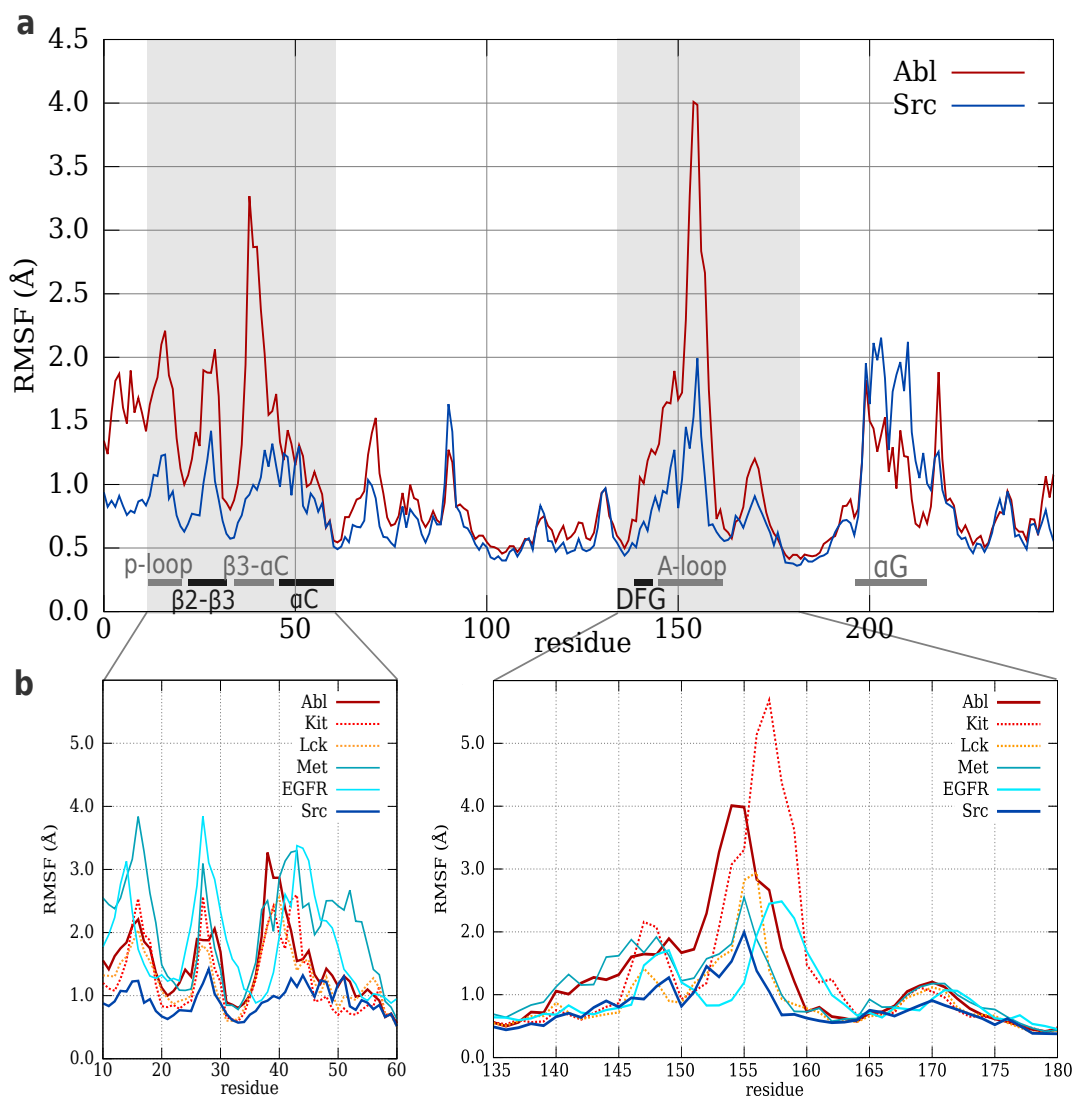 a
4.5
4.0
3.5
3.0
2.5
2.0
1.5
1.0
0.5
0.0
RMSF (Å)
Abl
Src
p-loop
β2-β3
β3-αC
αC
DFG
A-loop
αG
0 50 100 150 200
residue
b
5.0
4.0
3.0
2.0
1.0
0.0
RMSF (Å)
Abl
Kit
Lck
Met
EGFR
Src
10 20 30 40 50 60
residue
5.0
4.0
3.0
2.0
1.0
0.0
RMSF (Å)
Abl
Kit
Lck
Met
EGFR
Src
135 140 145 150 155 160 165 170 175 180
residue